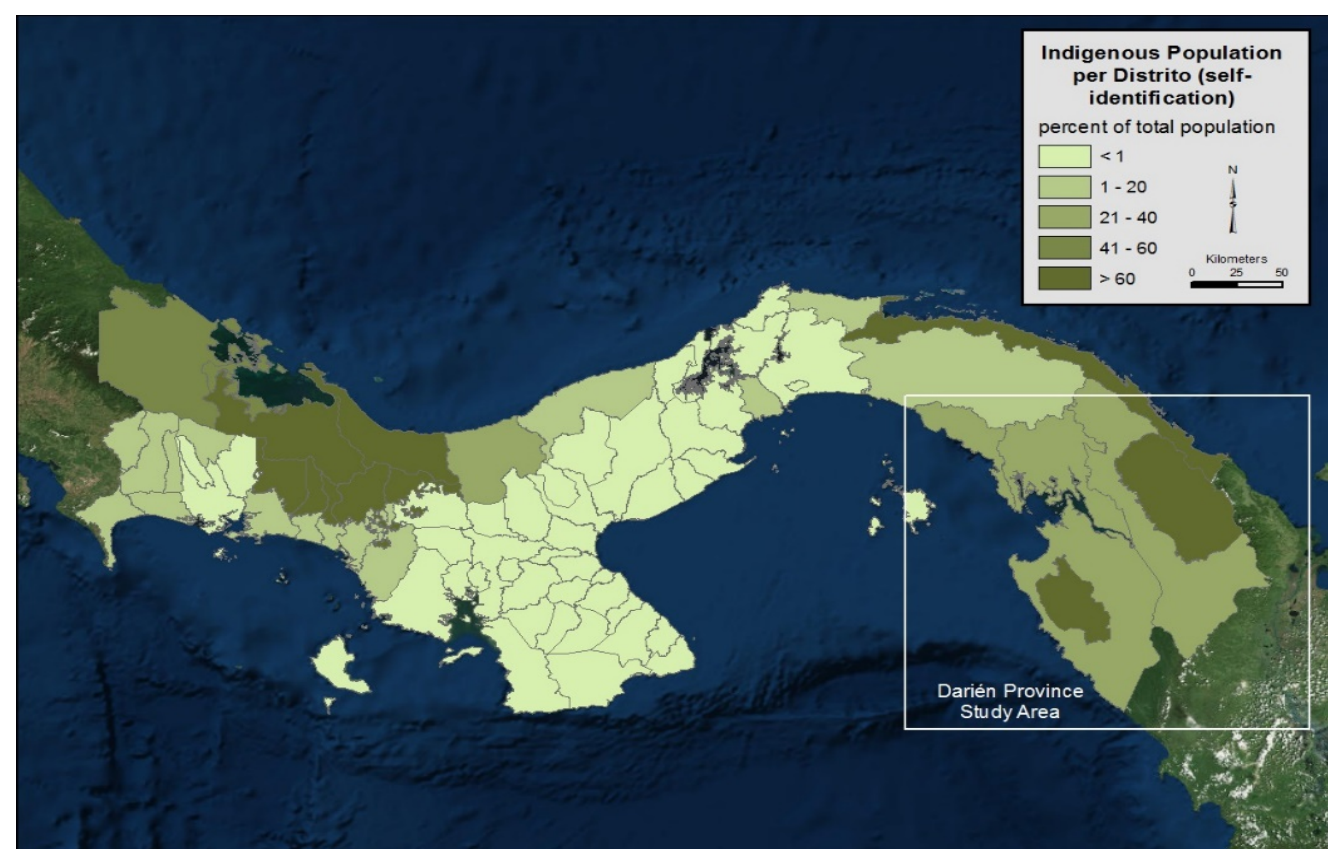 Indigenous Population
per Distrito (self-
identification)
percent of total population
< 1
1 - 20
21 - 40
41 - 60
> 60
N
S
Kilometers
0 25 50
Darién Province
Study Area